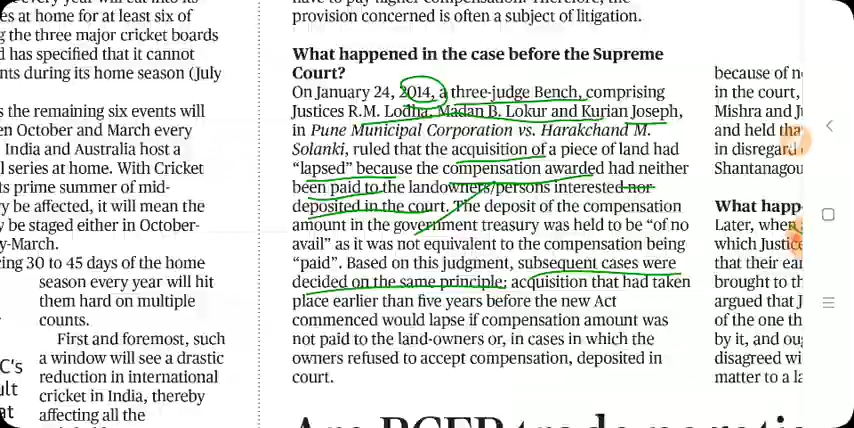 es at home for at least six of
the three major cricket boards
has specified that it cannot
nts during its home season (July
s the remaining six events will
en October and March every
India and Australia host a
l series at home. With Cricket
ts prime summer of mid-
y be affected, it will mean the
y be staged either in October-
y-March.
ing 30 to 45 days of the home
season every year will hit
them hard on multiple
counts.
First and foremost, such
a window will see a drastic
reduction in international
cricket in India, thereby
affecting all the
C's
ult
at
provision concerned is often a subject of litigation.
What happened in the case before the Supreme
Court?
On January 24, 2014, a three-judge Bench, comprising
Justices R.M. Lodha, Madan B. Lokur and Kurian Joseph,
in Pune Municipal Corporation vs. Harakchand M.
Solanki, ruled that the acquisition of a piece of land had
“lapsed” because the compensation awarded had neither
been paid to the landowners/persons interested nor
deposited in the court. The deposit of the compensation
amount in the government treasury was held to be “of no
avail” as it was not equivalent to the compensation being
“paid”. Based on this judgment, subsequent cases were
decided on the same principle: acquisition that had taken
place earlier than five years before the new Act
commenced would lapse if compensation amount was
not paid to the land-owners or, in cases in which the
owners refused to accept compensation, deposited in
court.
because of n
in the court,
Mishra and J
and held tha
in disregard
Shantanagou
What happ
Later, when
which Justice
that their ear
brought to th
argued that J
of the one th
by it, and oug
disagreed wi
matter to a la